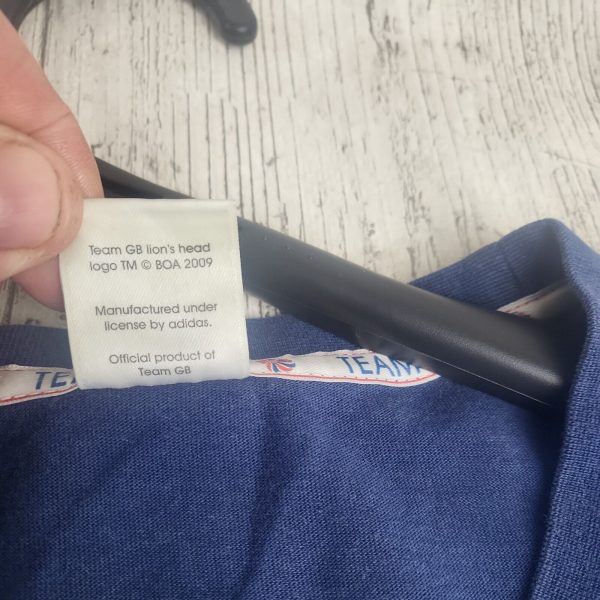 Team GB lion's head
logo TM © BOA 2009
Manufactured under
license by adidas.
Official product of
Team GB
TEAM